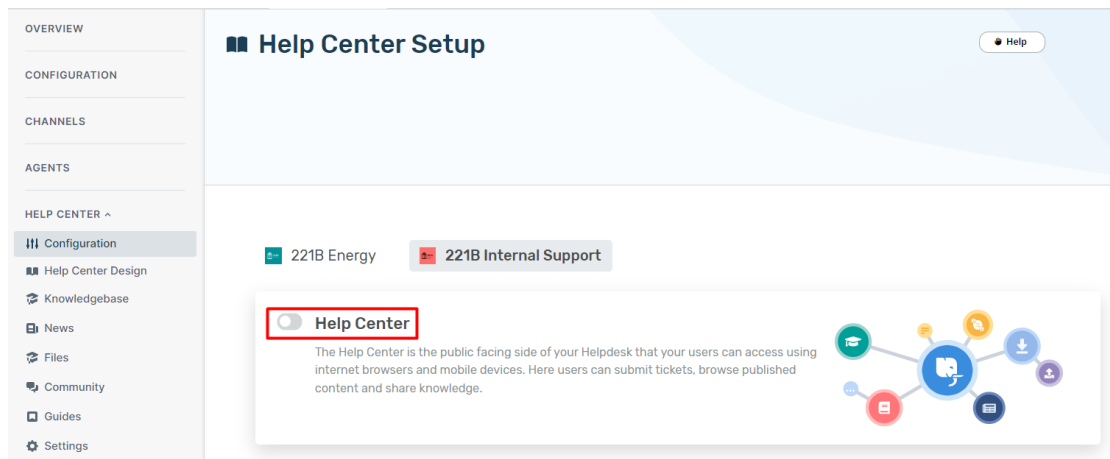 OVERVIEW
CONFIGURATION
CHANNELS
AGENTS
HELP CENTER
Configuration
Help Center Design
Knowledgebase
News
Files
Community
Guides
Settings
Help Center Setup
Help
221B Energy
221B Internal Support
Help Center
The Help Center is the public facing side of your Helpdesk that your users can access using
internet browsers and mobile devices. Here users can submit tickets, browse published
content and share knowledge.